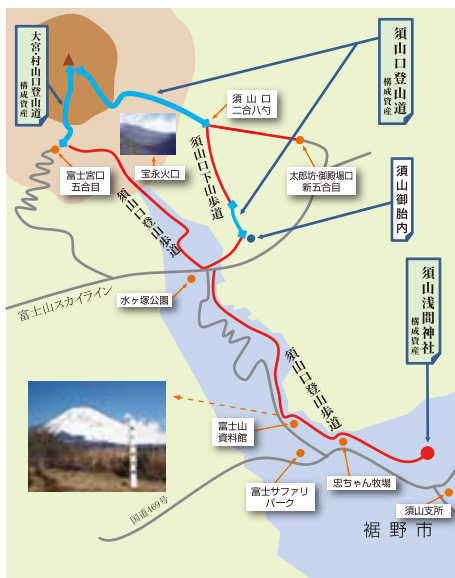 大宮・村山口登山道
構成資産
須山口登山道
構成資産
須山口
二合八勺
宝永火口
富士宮口
五合目
太郎坊・御殿場口
新五合目
須山口下山歩道
須山御胎内
須山口登山歩道
富士山スカイライン
水ヶ塚公園
須山浅間神社
構成資産
須山口登山歩道
富士山
資料館
忠ちゃん牧場
富士サファリ
パーク
国道469号
須山支所
裾野市